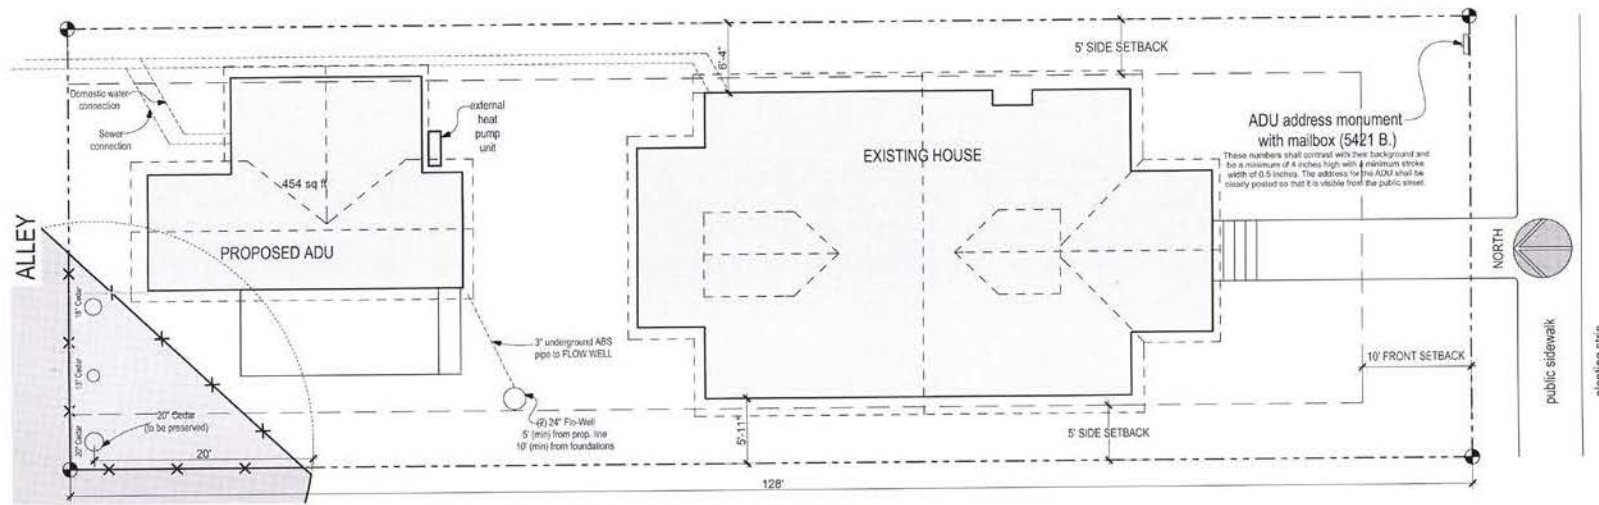 5' SIDE SETBACK
6'-4"
Domestic water
connection
Sewer
connection
external
heat
pump
unit
ADU address monument
with mailbox (5421 B.)
These numbers shall contrast with their background and
be a minimum of 4 inches high with a minimum stroke
width of 0.5 inches. The address for the ADU shall be
clearly posted so that it is visible from the public street.
EXISTING HOUSE
454 sq ft
ALLEY
PROPOSED ADU
NORTH
18" Cedar
3" underground ABS
pipe to FLOW WELL
10' FRONT SETBACK
public sidewalk
planting strip
13" Cedar
20" Cedar
(to be preserved)
20" Cedar
20'
(2) 24" Flo-Well
5' (min) from prop. line
10' (min) from foundations
5'-11"
5' SIDE SETBACK
128'